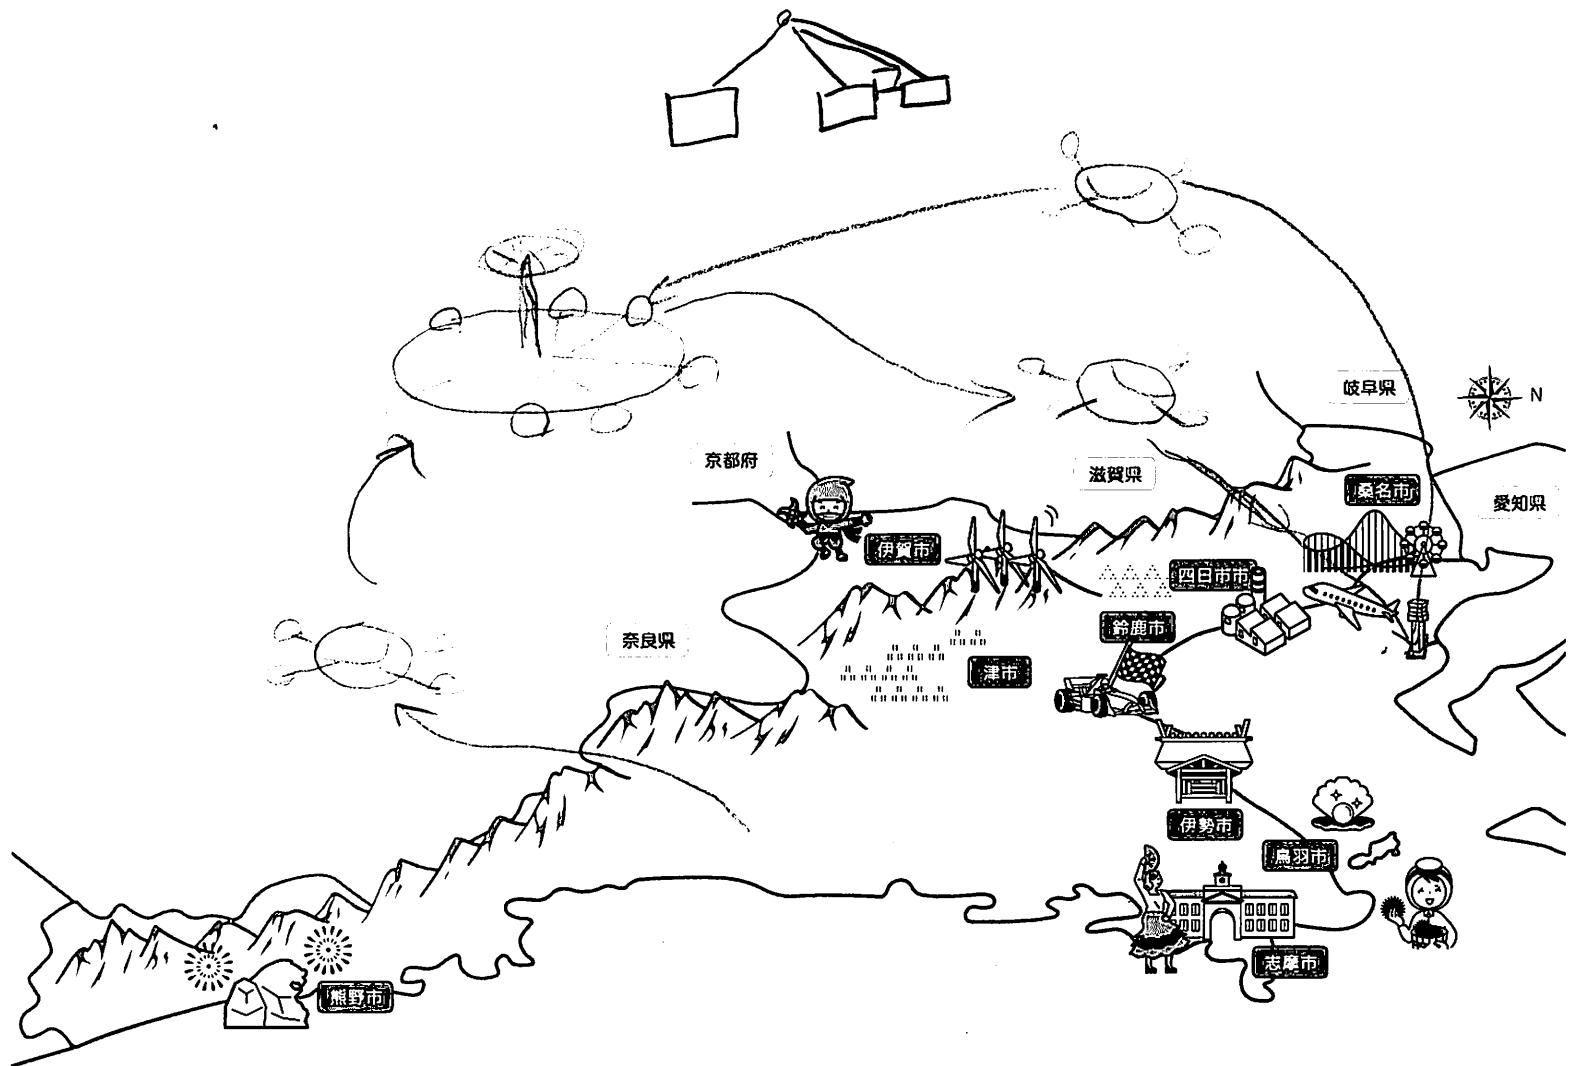 岐阜県
N
京都府
滋賀県
桑名市
愛知県
伊賀市
四日市市
鈴鹿市
奈良県
津市
伊勢市
鳥羽市
志摩市
熊野市